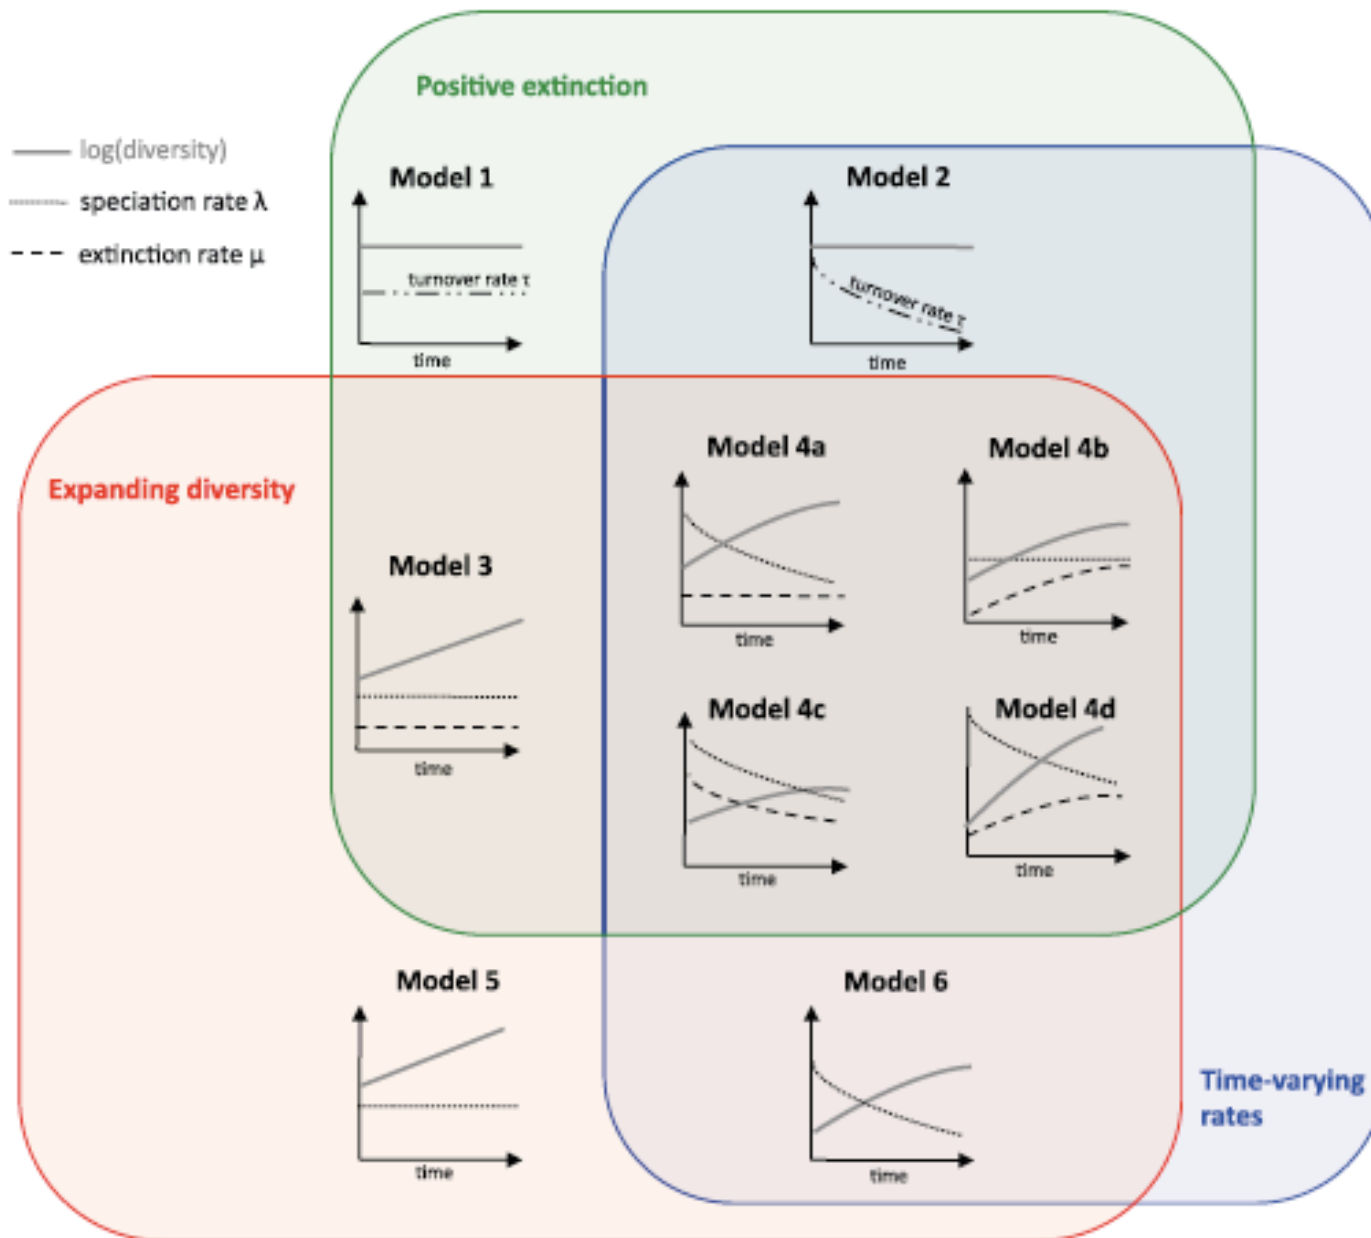 Positive extinction
log(diversity)
speciation rate λ
extinction rate μ
Model 1
turnover rate τ
time
Model 2
turnover rate τ
time
Expanding diversity
Model 3
time
Model 4a
time
Model 4b
time
Model 4c
time
Model 4d
time
Model 5
time
Model 6
time
Time-varying
rates